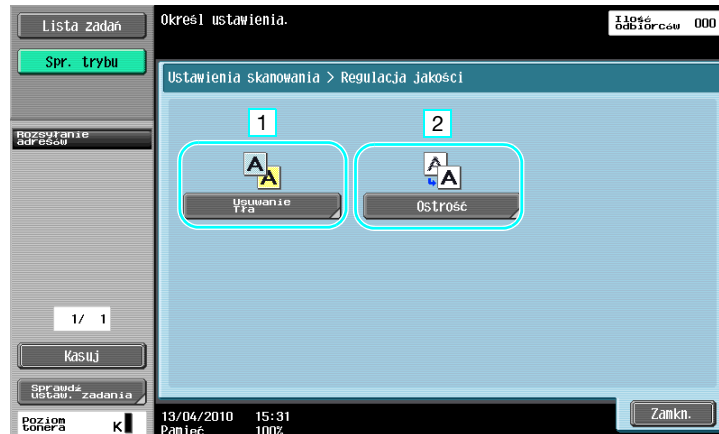 Lista zadań
Określ ustawienia.
Ilość
odbiorców 000
Spr. trybu
Ustawienia skanowania > Regulacja jakości
1
2
Rozsyłanie
adresów
A
A
A
A
Usuwanie
Tła
Ostrość
1/ 1
Kasuj
Sprawdź
ustaw. zadania
Poziom
tonera K
13/04/2010 15:31
Pamięć 100%
Zamkn.